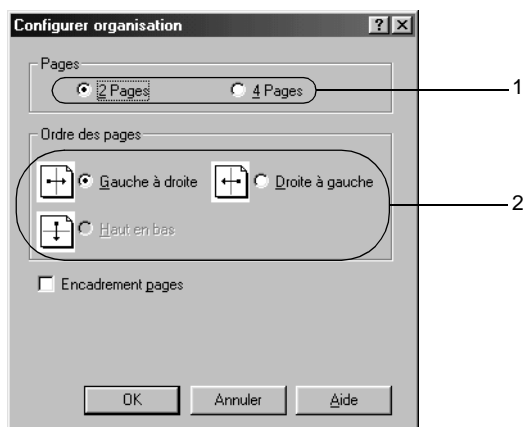 Configurer organisation
Pages
2 Pages
4 Pages
1
Ordre des pages
Gauche à droite
Droite à gauche
2
Haut en bas
Encadrement pages
OK
Annuler
Aide